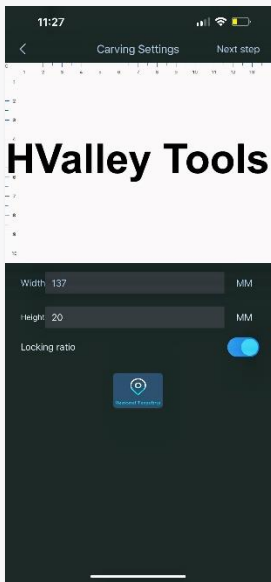 11:27
Carving Settings Next step
HValley Tools
Width 137 MM
Height 20 MM
Locking ratio